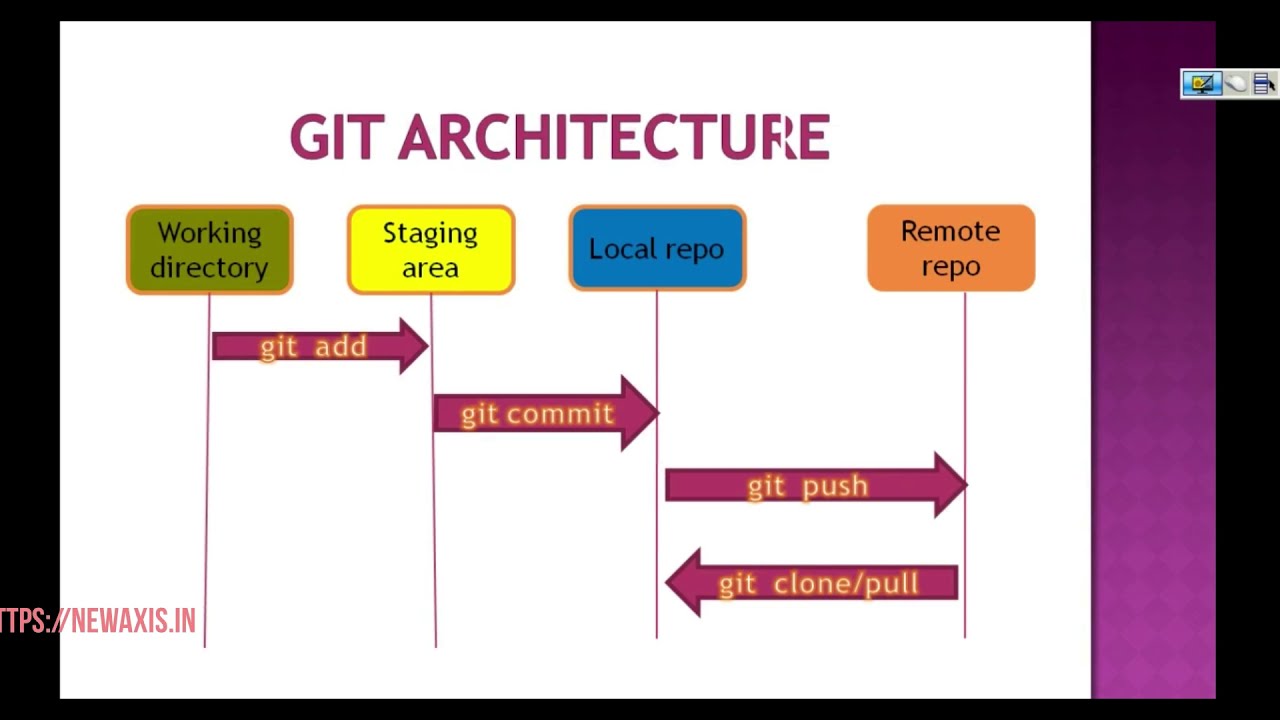 GIT ARCHITECTURE
Working
directory
Staging
area
Local repo
Remote
repo
git add
git commit
git push
git clone/pull
TTPS://NEWAXIS.IN